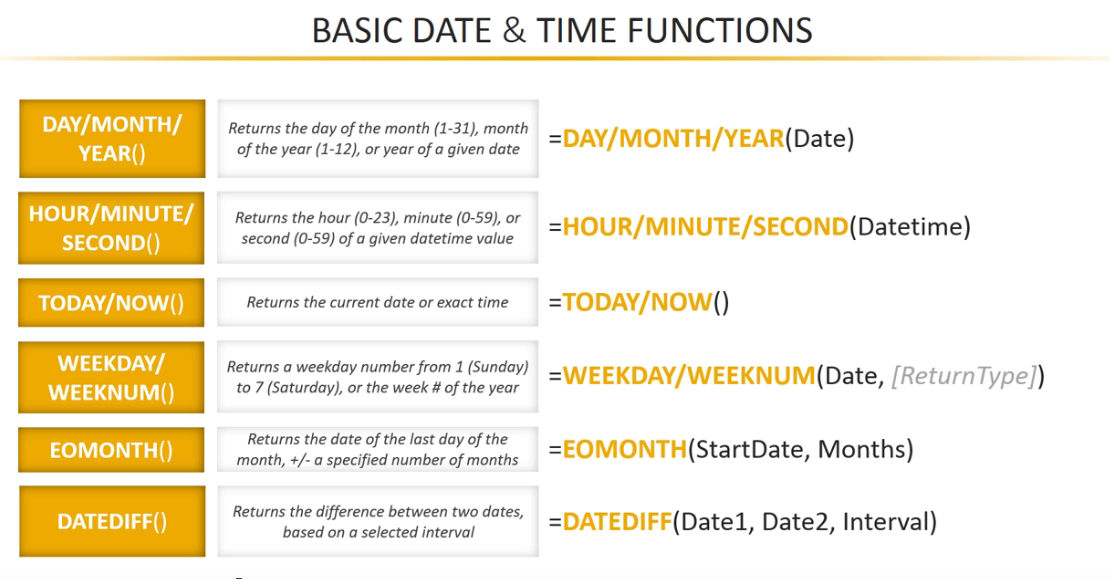 BASIC DATE & TIME FUNCTIONS
DAY/MONTH/
YEAR()
Returns the day of the month (1-31), month
of the year (1-12), or year of a given date
=DAY/MONTH/YEAR(Date)
HOUR/MINUTE/
SECOND()
Returns the hour (0-23), minute (0-59), or
second (0-59) of a given datetime value
=HOUR/MINUTE/SECOND(Datetime)
TODAY/NOW()
Returns the current date or exact time
=TODAY/NOW()
WEEKDAY/
WEEKNUM()
Returns a weekday number from 1 (Sunday)
to 7 (Saturday), or the week # of the year
=WEEKDAY/WEEKNUM(Date, [ReturnType])
EOMONTH()
Returns the date of the last day of the
month, +/- a specified number of months
=EOMONTH(StartDate, Months)
DATEDIFF()
Returns the difference between two dates,
based on a selected interval
=DATEDIFF(Date1, Date2, Interval)